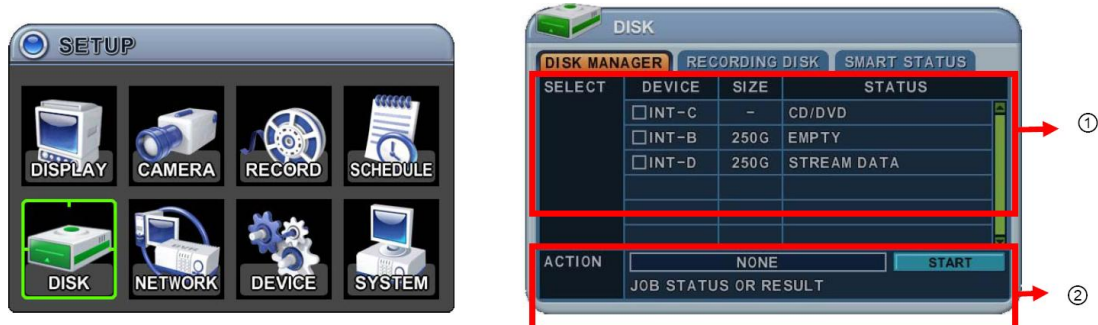 SETUP
DISPLAY CAMERA RECORD SCHEDULE
DISK NETWORK DEVICE SYSTEM
DISK
DISK MANAGER RECORDING DISK SMART STATUS
SELECT DEVICE SIZE STATUS
INT-C - CD/DVD
INT-B 250G EMPTY
INT-D 250G STREAM DATA
①
ACTION NONE START
JOB STATUS OR RESULT
②